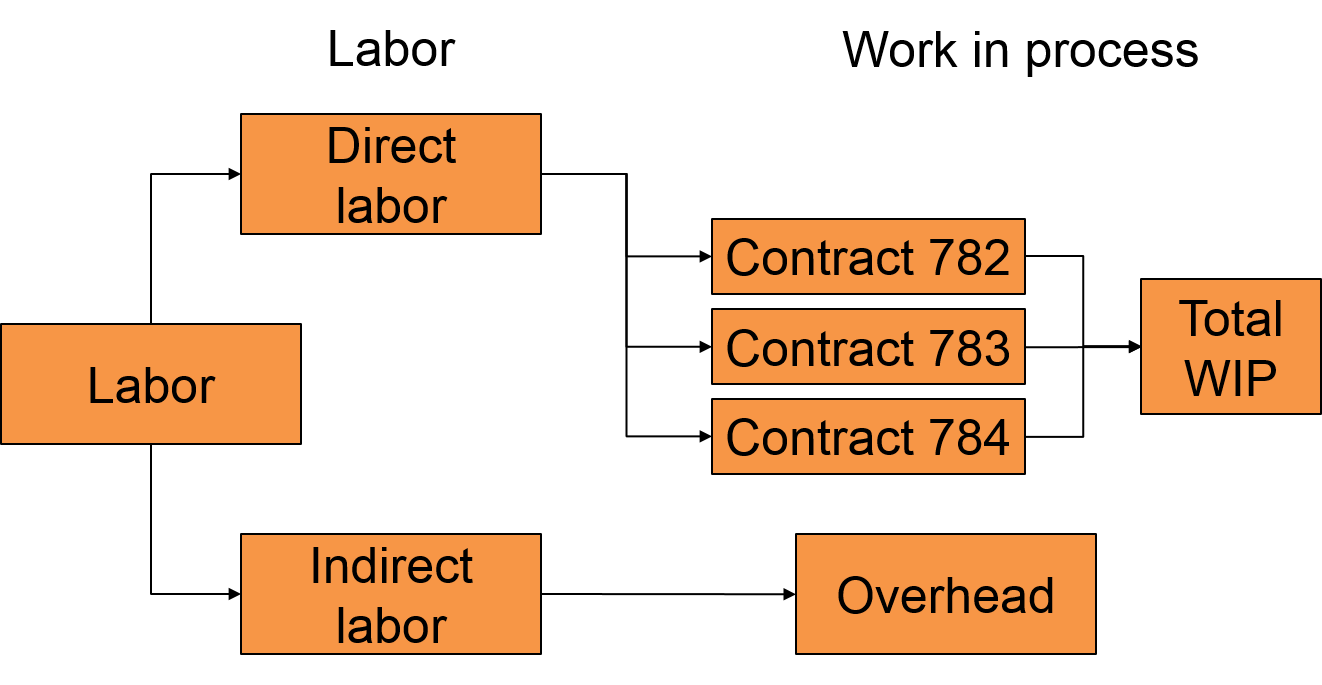 Labor
Work in process
Direct
labor
Contract 782
Contract 783
Contract 784
Total
WIP
Labor
Indirect
labor
Overhead